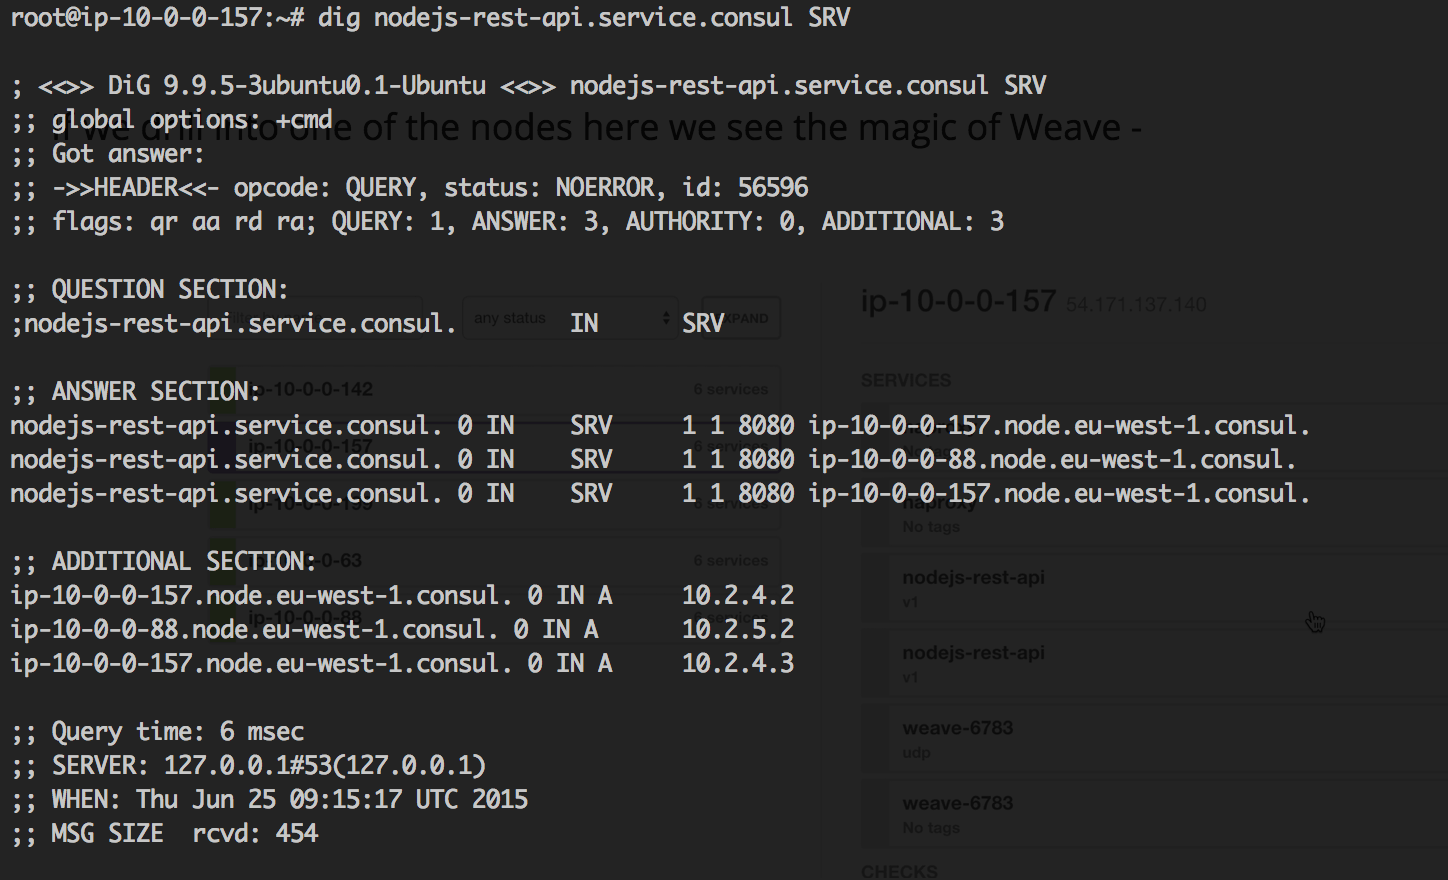 root@ip-10-0-0-157:~# dig nodejs-rest-api.service.consul SRV
; <<>> DiG 9.9.5-3ubuntu0.1-Ubuntu <<>> nodejs-rest-api.service.consul SRV
;; global options: +cmd
If we drill into one of the nodes here we see the magic of Weave -
;; Got answer:
;; ->>HEADER<<- opcode: QUERY, status: NOERROR, id: 56596
;; flags: qr aa rd ra; QUERY: 1, ANSWER: 3, AUTHORITY: 0, ADDITIONAL: 3
;; QUESTION SECTION:
;nodejs-rest-api.service.consul.	IN	SRV
;; ANSWER SECTION:
nodejs-rest-api.service.consul. 0 IN	SRV	1 1 8080 ip-10-0-0-157.node.eu-west-1.consul.
nodejs-rest-api.service.consul. 0 IN	SRV	1 1 8080 ip-10-0-0-88.node.eu-west-1.consul.
nodejs-rest-api.service.consul. 0 IN	SRV	1 1 8080 ip-10-0-0-157.node.eu-west-1.consul.
;; ADDITIONAL SECTION:
ip-10-0-0-157.node.eu-west-1.consul. 0 IN A	10.2.4.2
ip-10-0-0-88.node.eu-west-1.consul. 0 IN A	10.2.5.2
ip-10-0-0-157.node.eu-west-1.consul. 0 IN A	10.2.4.3
;; Query time: 6 msec
;; SERVER: 127.0.0.1#53(127.0.0.1)
;; WHEN: Thu Jun 25 09:15:17 UTC 2015
;; MSG SIZE  rcvd: 454
any status
EXPAND
ip-10-0-0-142
6 services
ip-10-0-0-157
6 services
ip-10-0-0-199
6 services
ip-10-0-0-63
6 services
ip-10-0-0-88
6 services
ip-10-0-0-157 54.171.137.140
SERVICES
haproxy
No tags
nodejs-rest-api
v1
nodejs-rest-api
v1
weave-6783
udp
weave-6783
No tags
CHECKS